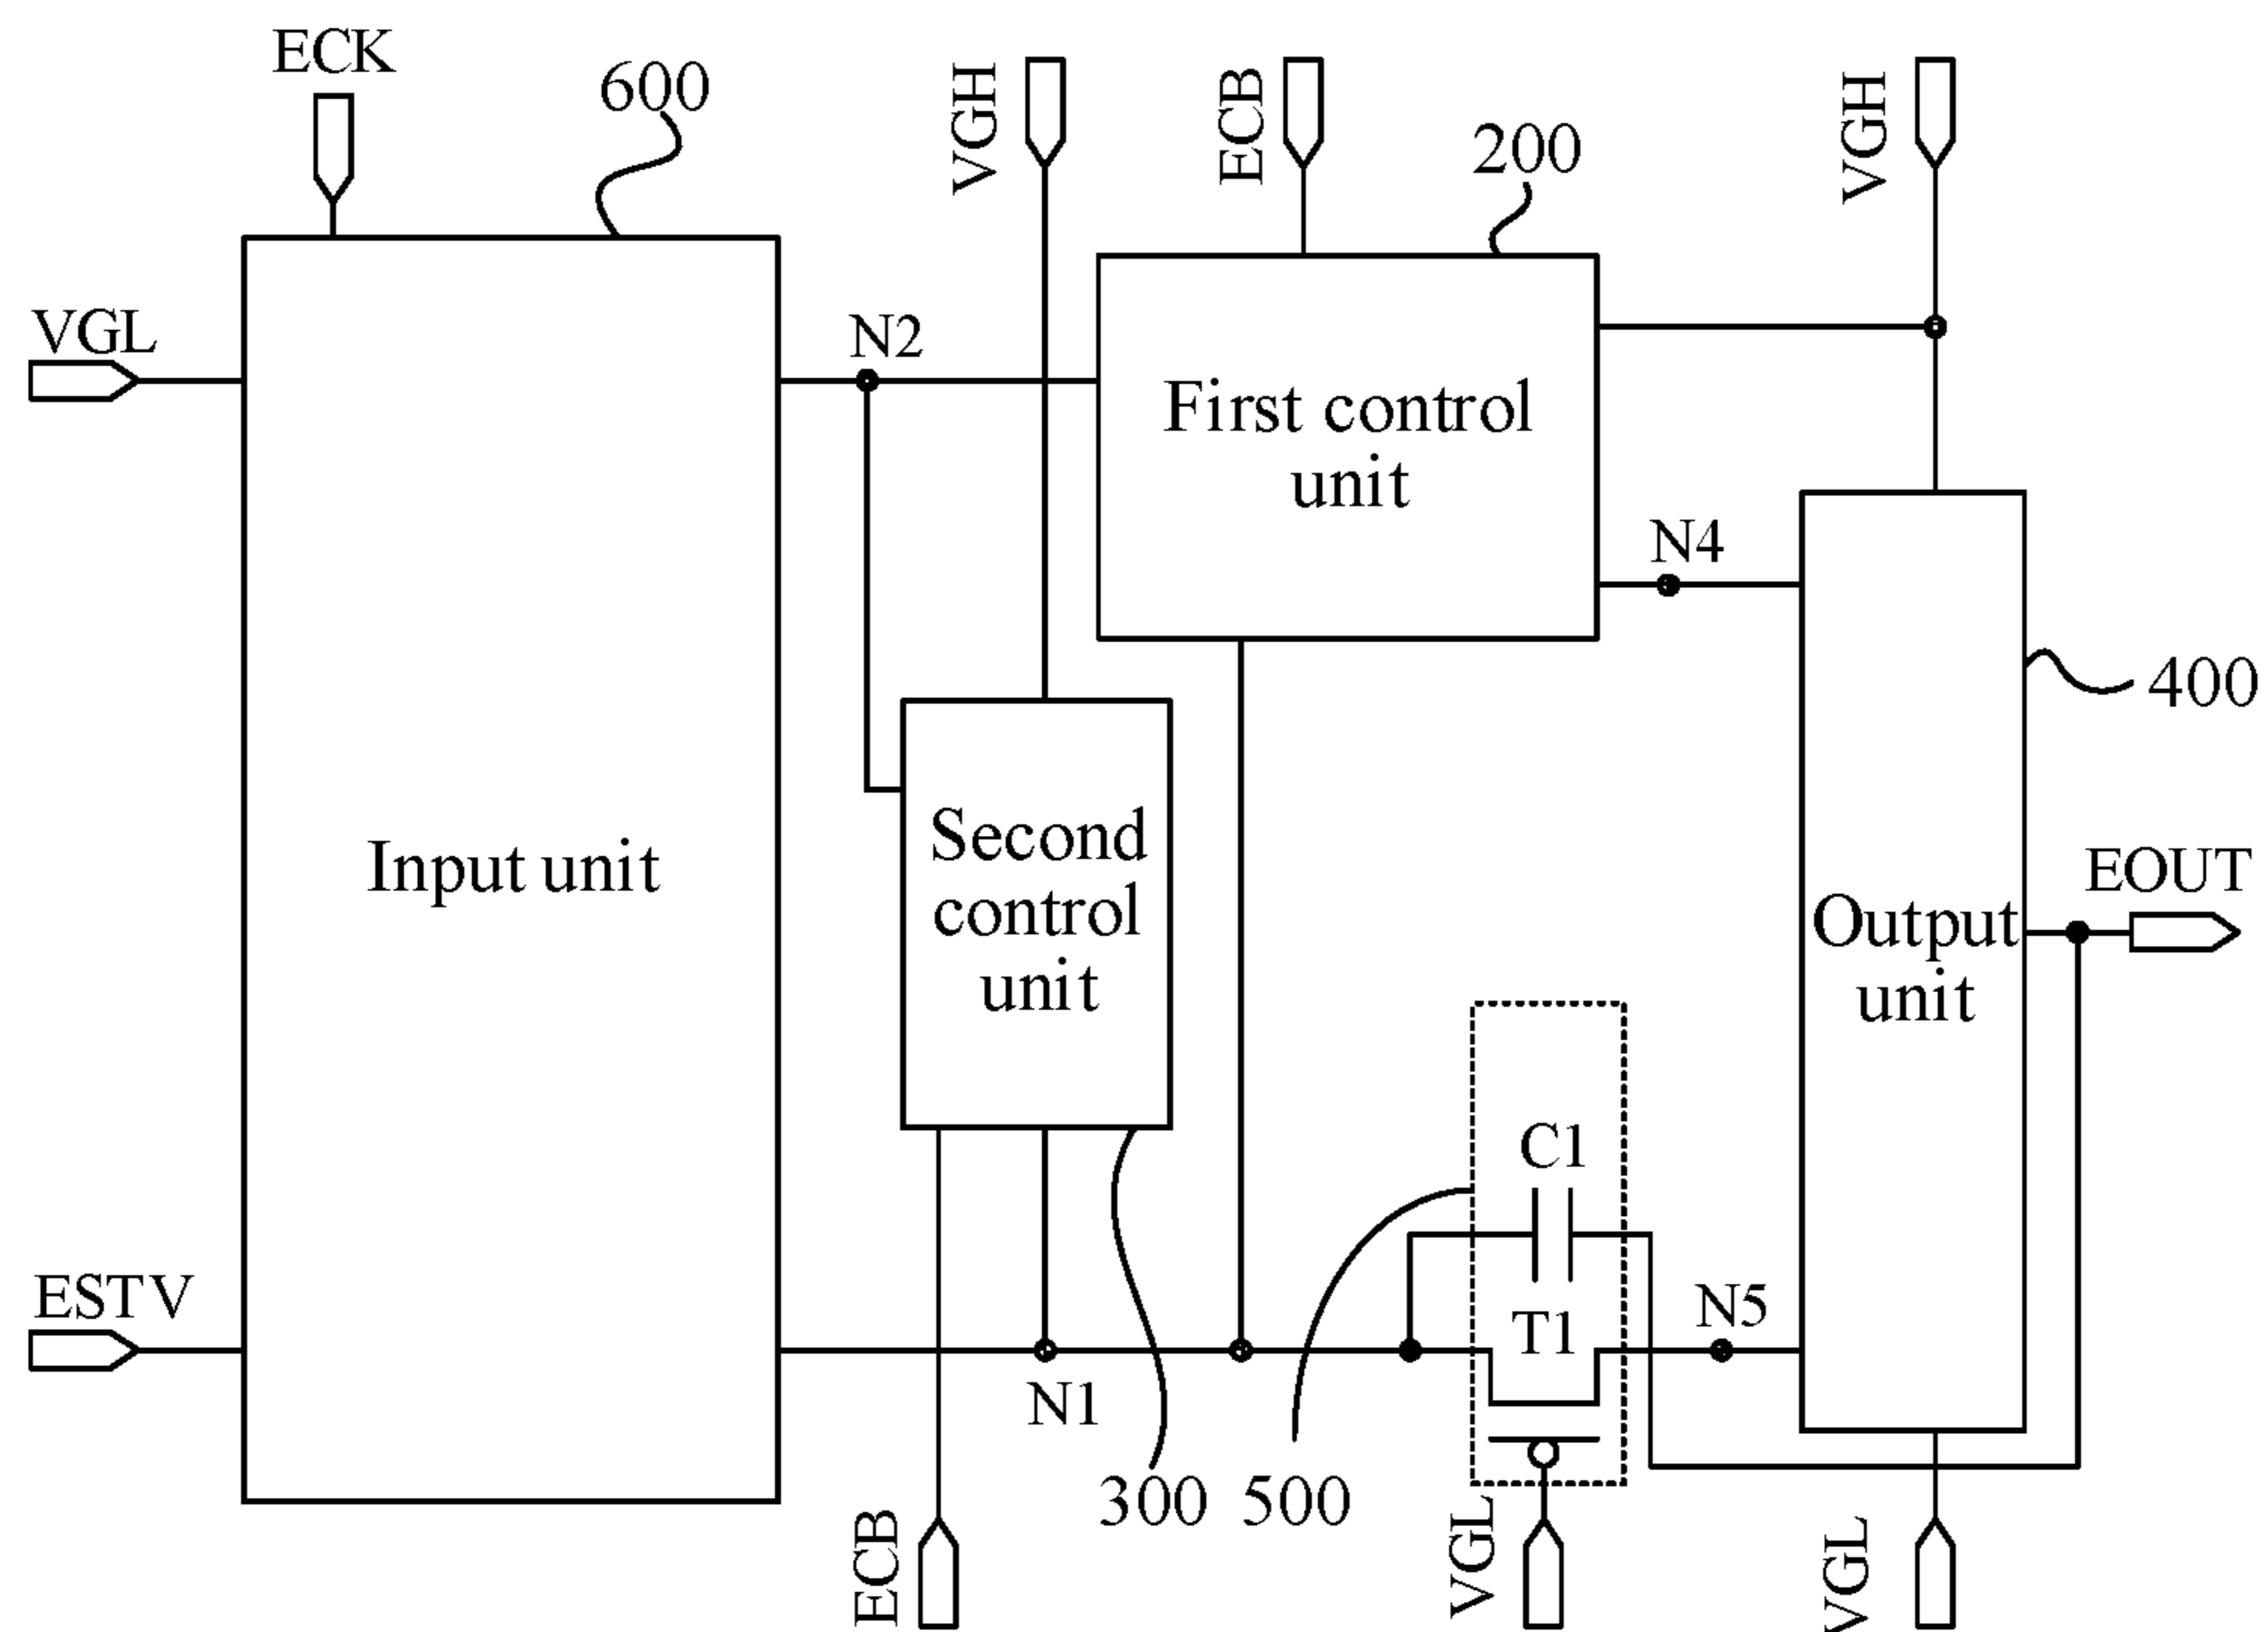 ECK
600
VGH
ECB
200
VGH
VGL
N2
First control
unit
N4
400
Input unit
Second
control
unit
EOUT
Output
unit
C1
ESTV
T1
N5
N1
300
500
ECB
VGL
VGL